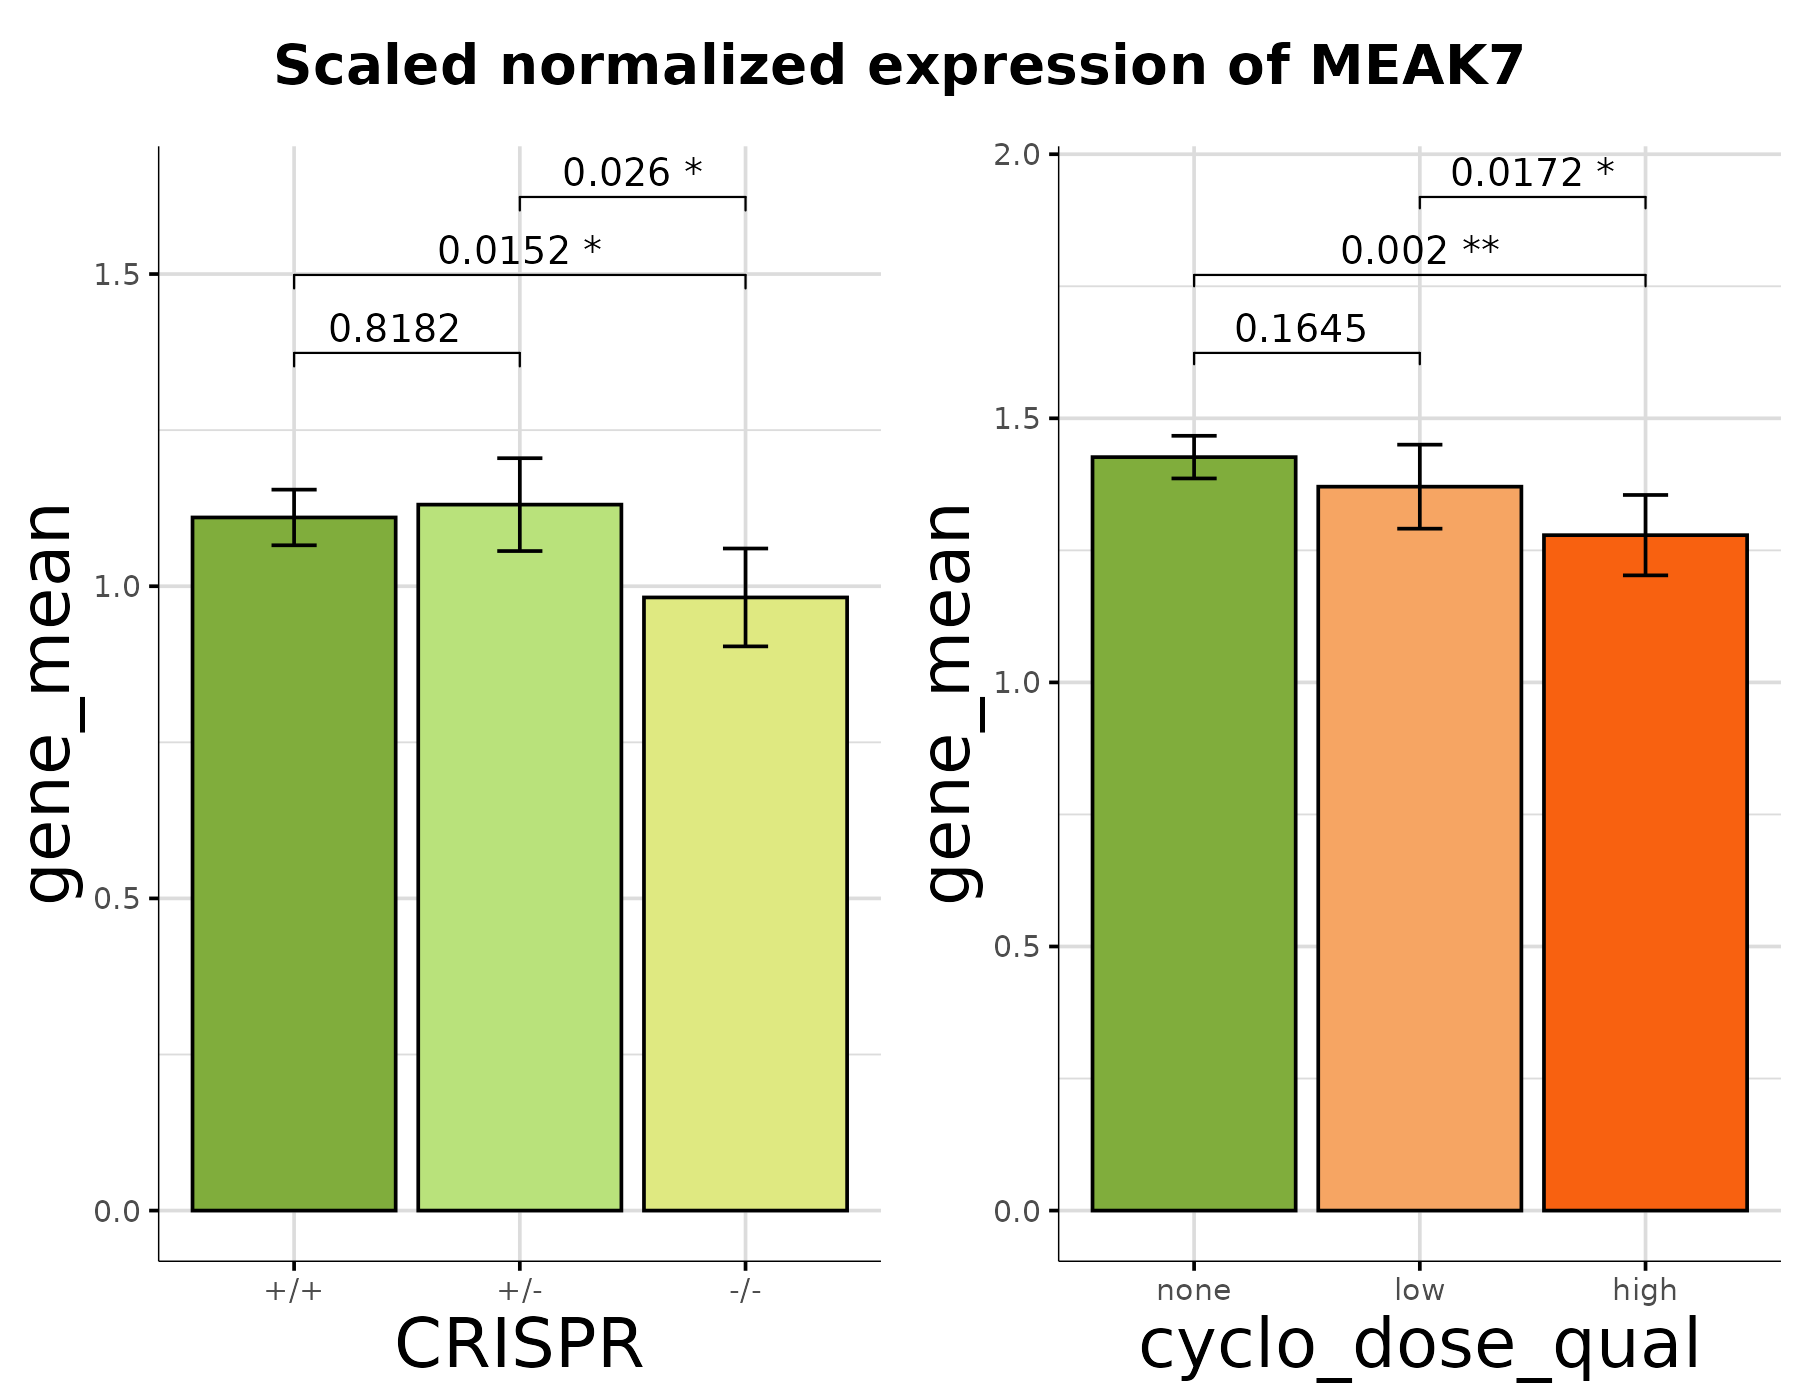 Scaled normalized expression of MEAK7
gene_mean
1.5
1.0
0.5
0.0
0.026 *
0.0152 *
0.8182
+/+ +/- -/-
CRISPR
gene_mean
2.0
1.5
1.0
0.5
0.0
0.0172 *
0.002 **
0.1645
none low high
cyclo_dose_qual